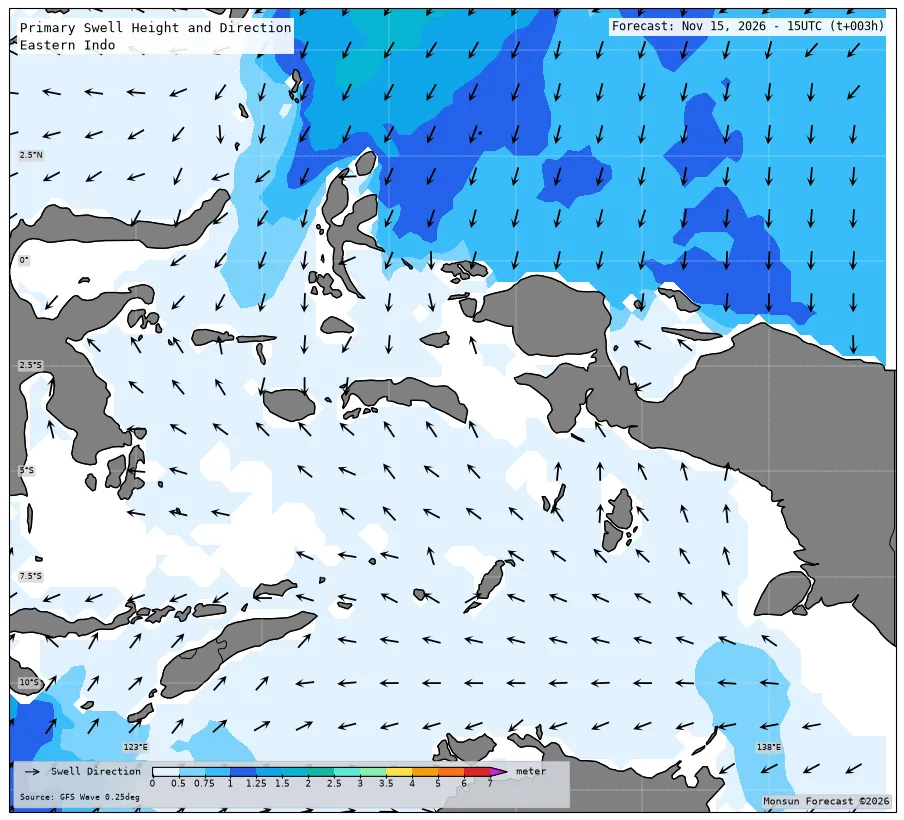 Primary Swell Height and Direction
Eastern Indo
Forecast: Nov 15, 2026 - 15UTC (t+003h)
2.5°N
0°
2.5°S
5°S
7.5°S
10°S
123°E
138°E
Swell Direction
meter
0 0.5 0.75 1 1.25 1.5 2 2.5 3 3.5 4 5 6 7
Source: GFS Wave 0.25deg
Monsun Forecast ©2026